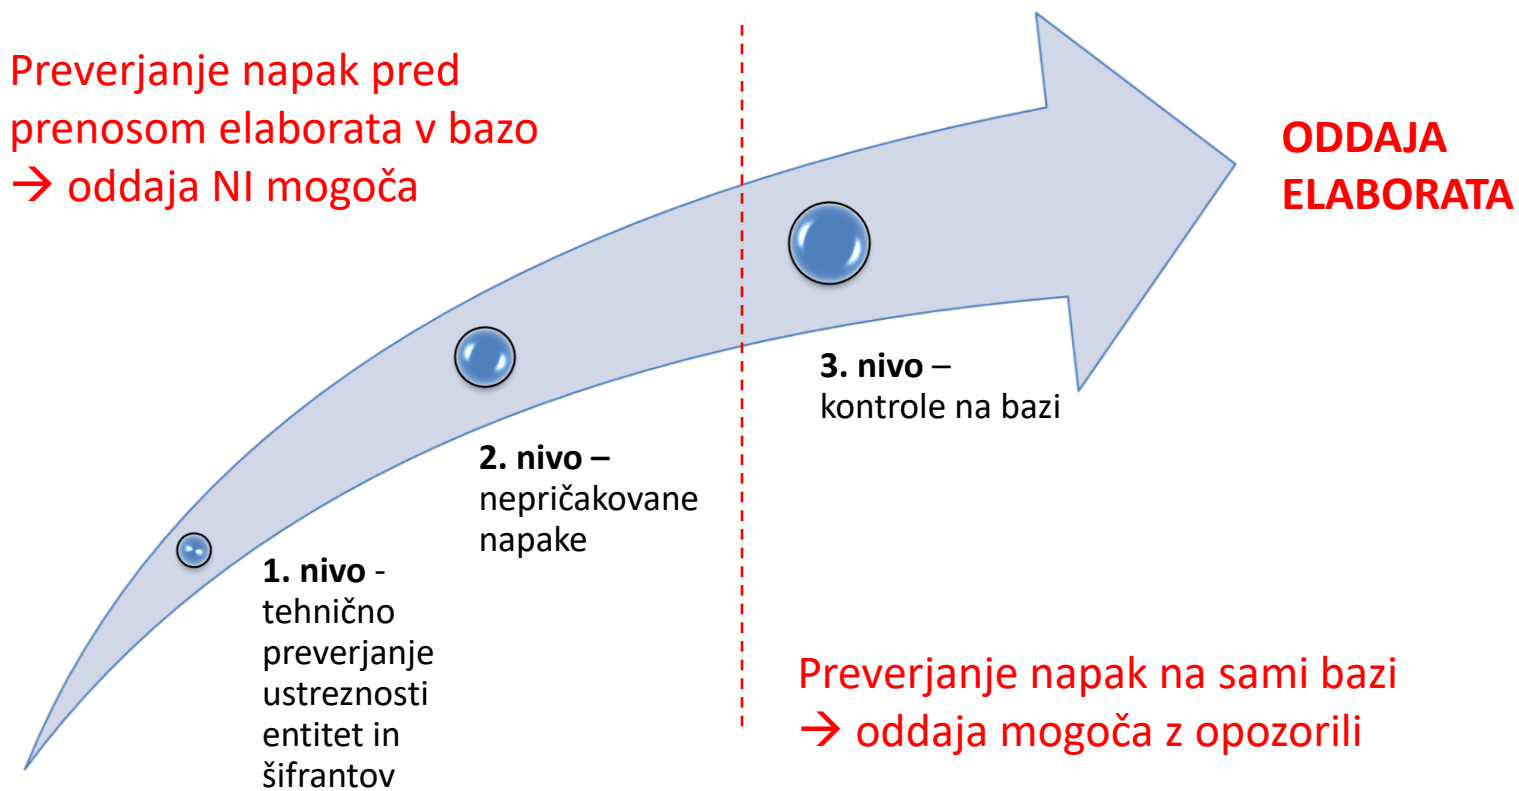 Preverjanje napak pred
prenosom elaborata v bazo
→ oddaja NI mogoča
ODDAJA
ELABORATA
3. nivo –
kontrole na bazi
2. nivo –
nepričakovane
napake
1. nivo -
tehnično
preverjanje
ustreznosti
entitet in
šifrantov
Preverjanje napak na sami bazi
→ oddaja mogoča z opozorili